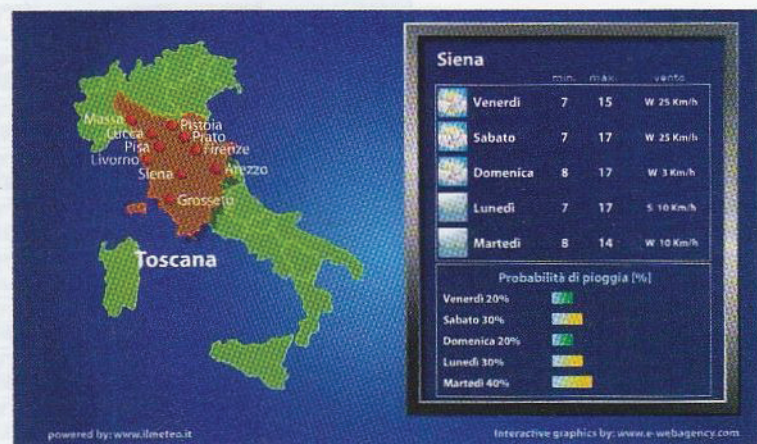 Massa
Pistoia
Lucca
Prato
Pisa
Firenze
Livorno
Arezzo
Siena
Grosseto
Toscana
powered by: www.ilmeteo.it
Siena
min. max. vento
Venerdì 7 15 W 25 Km/h
Sabato 7 17 W 25 Km/h
Domenica 8 17 W 3 Km/h
Lunedì 7 17 S 10 Km/h
Martedì 8 14 W 10 Km/h
Probabilità di pioggia [%]
Venerdì 20%
Sabato 30%
Domenica 20%
Lunedì 30%
Martedì 40%
Interactive graphics by: www.e-webagency.com